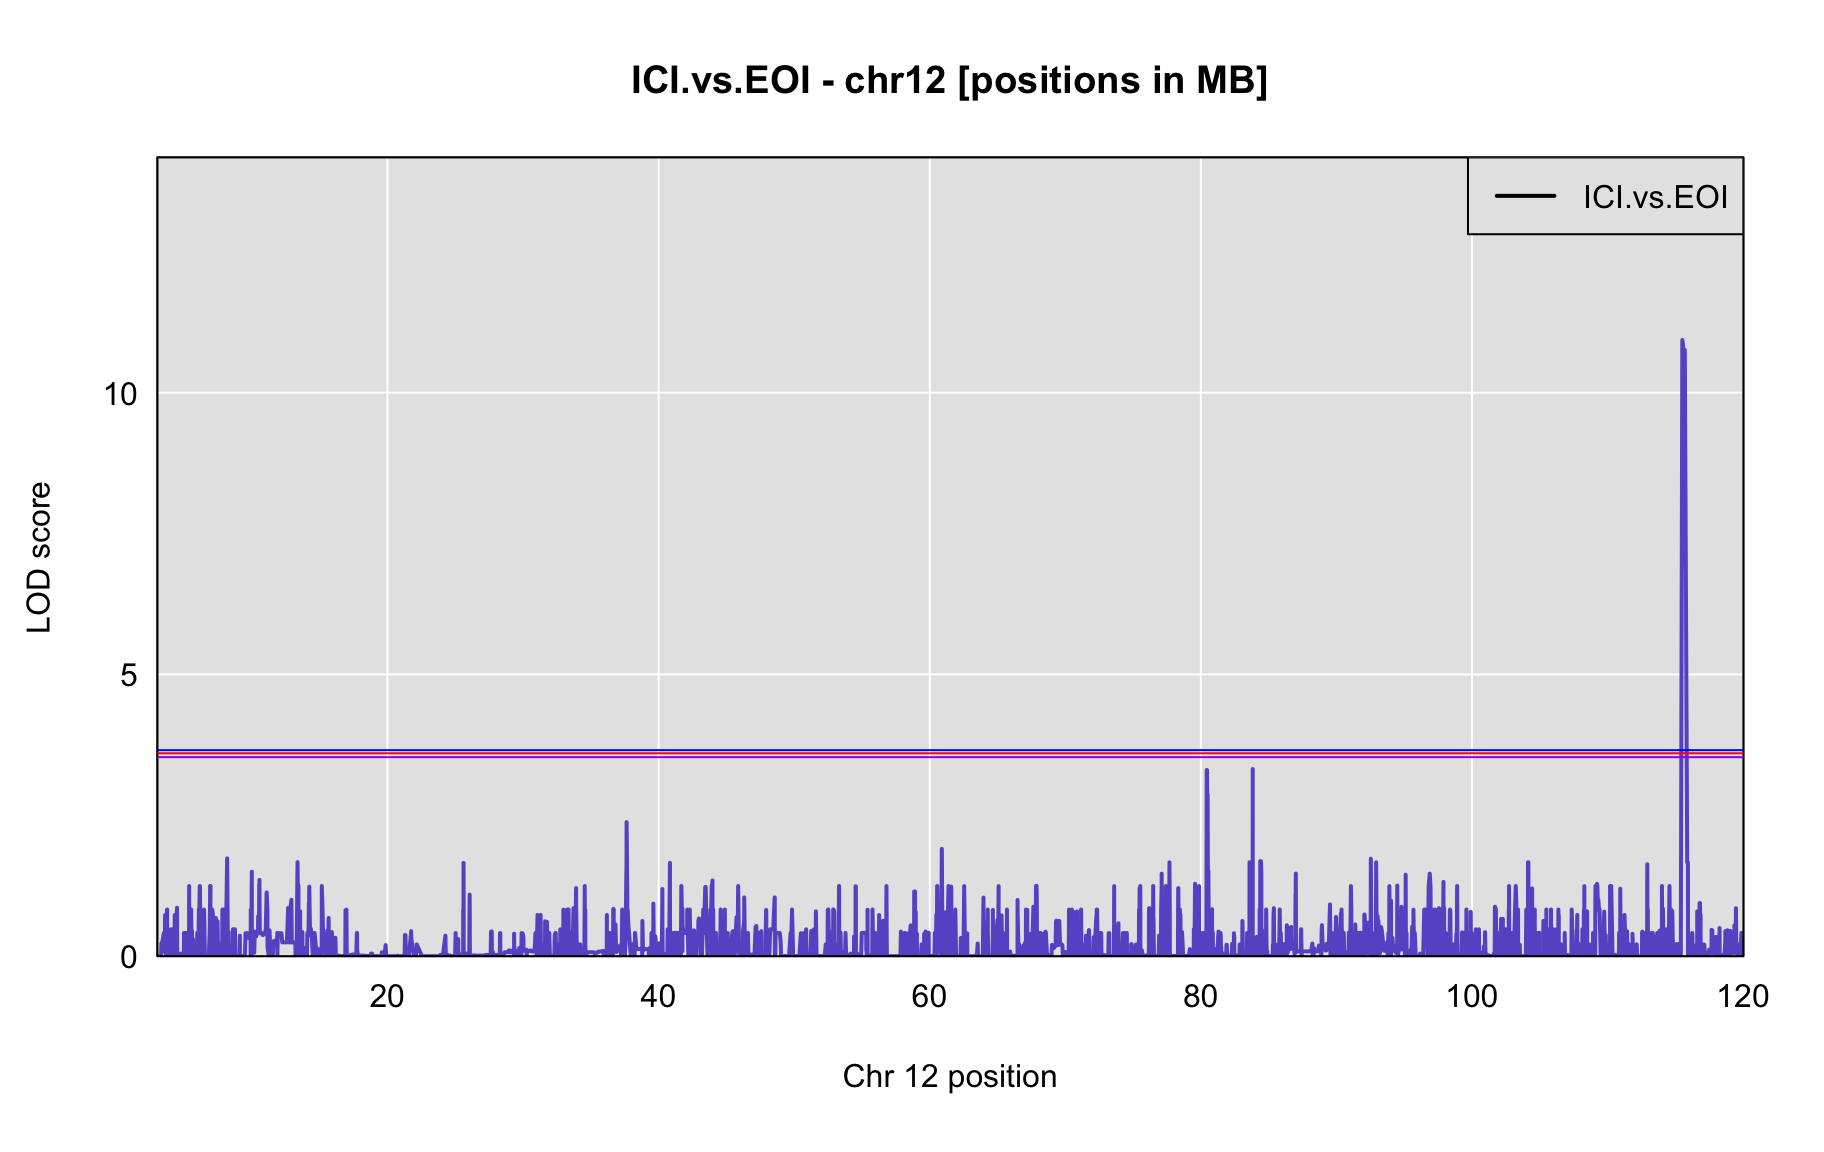 ICI.vs.EOI - chr12 [positions in MB]
ICI.vs.EOI
LOD score
10
5
0
20 40 60 80 100 120
Chr 12 position